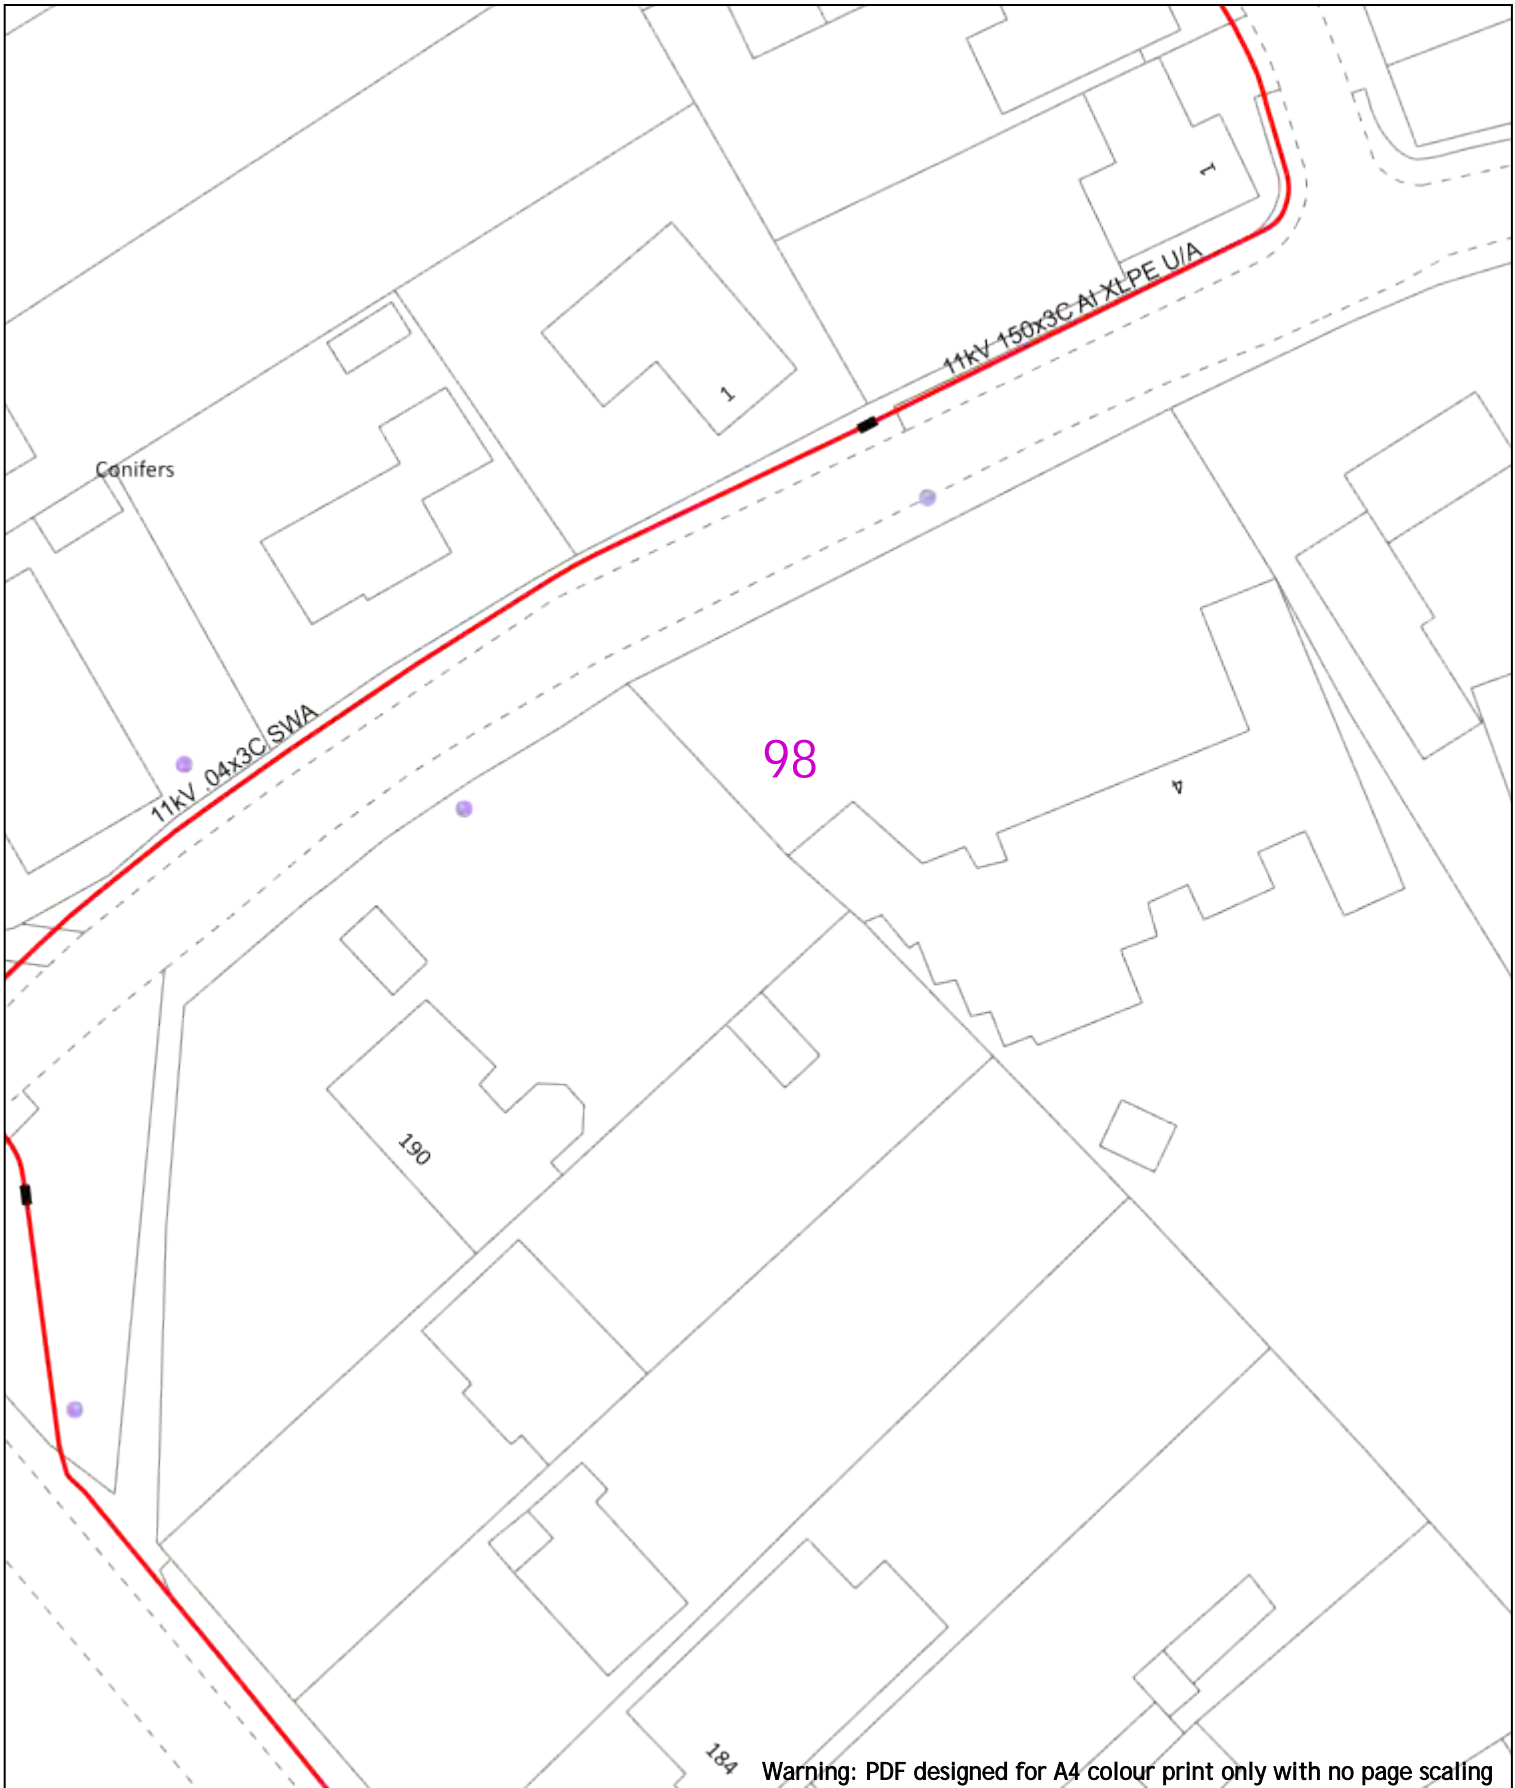 1
11kV 150x3C Al XLPE U/A
1
Conifers
11kV .04x3C SWA
98
4
190
184
Warning: PDF designed for A4 colour print only with no page scaling